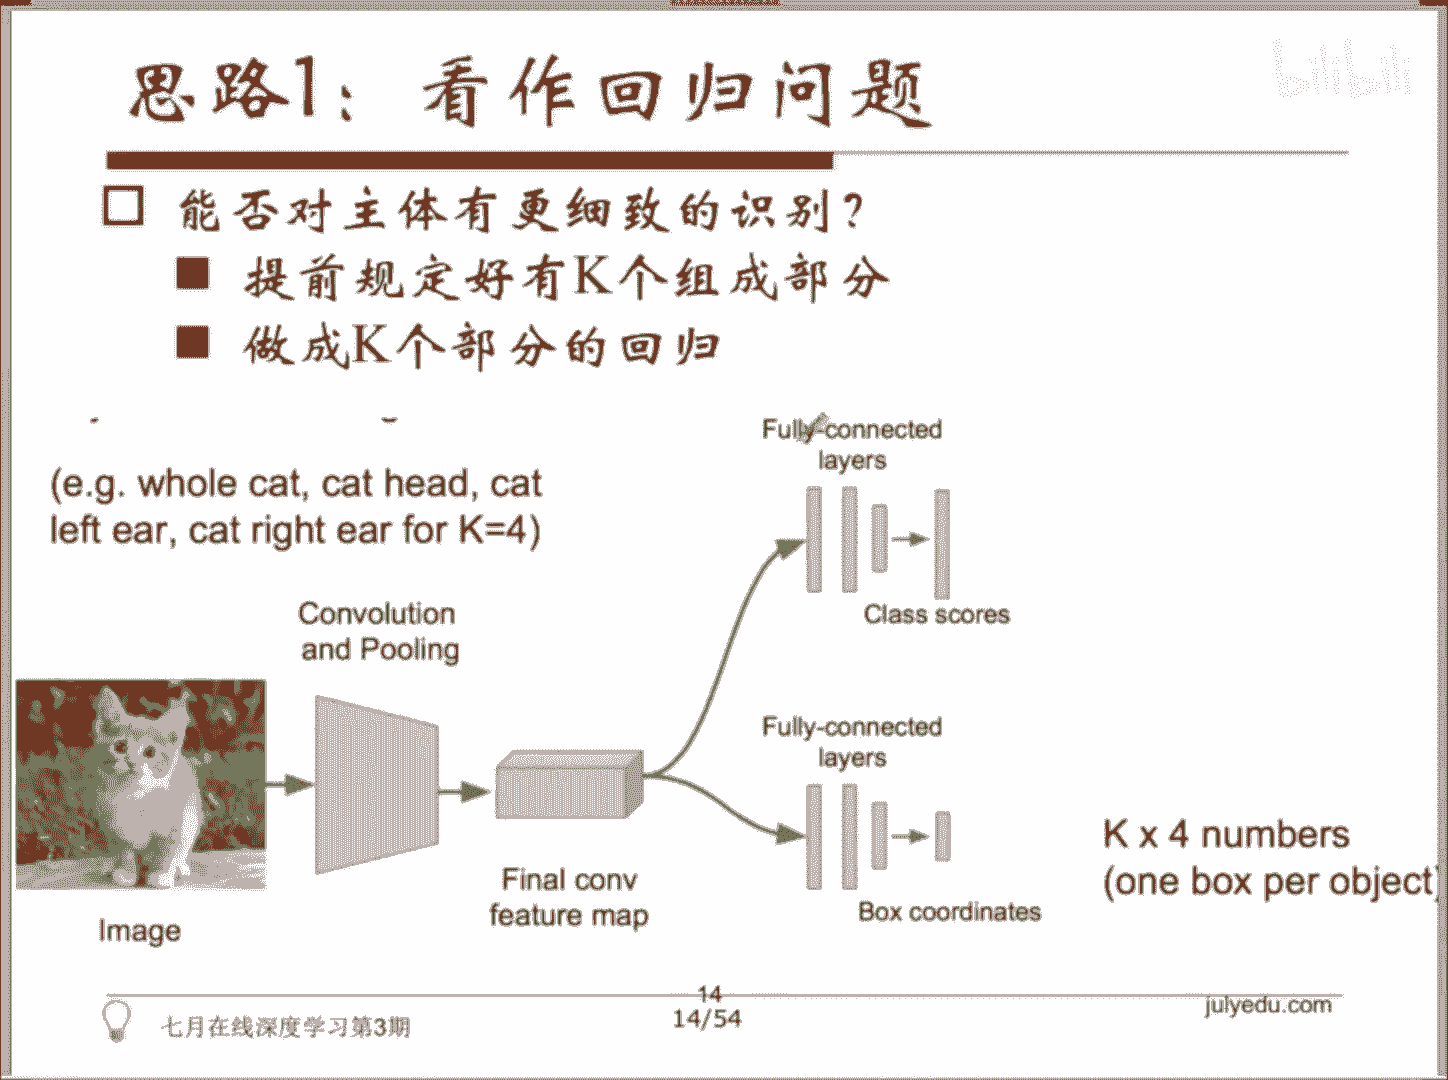 bilibili
思路1：看作回归问题
能否对主体有更细致的识别？
提前规定好有K个组成部分
做成K个部分的回归
(e.g. whole cat, cat head, cat
left ear, cat right ear for K=4)
Fully-connected
layers
Class scores
Convolution
and Pooling
Fully-connected
layers
Image
Final conv
feature map
Box coordinates
K x 4 numbers
(one box per object)
14
14/54
七月在线深度学习第3期
julyedu.com